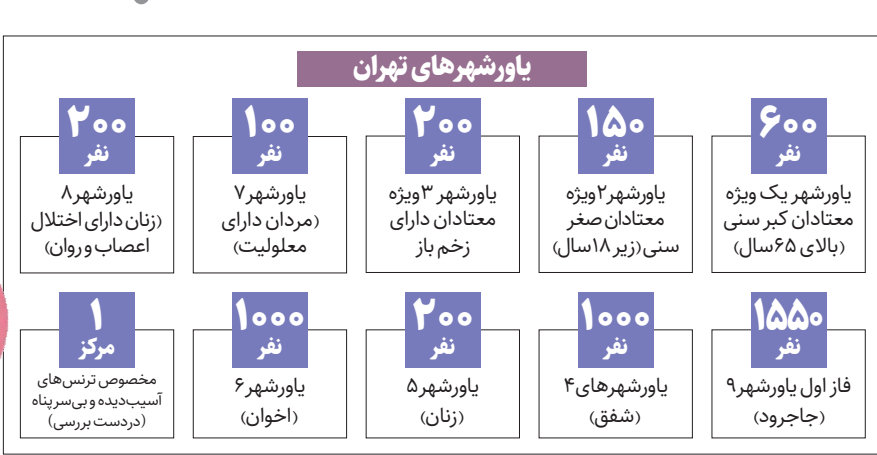 یاورشهرهای تهران
۶۰۰
نفر
یاورشهر یک ویژه
معتادان کبر سنی
(بالای ۶۵سال)
۱۵۰
نفر
یاورشهر۲ویژه
معتادان صغر
سنی(زیر ۱۸سال)
۲۰۰
نفر
یاورشهر ۳ویژه
معتادان دارای
زخم باز
۱۰۰
نفر
یاورشهر۷
(مردان دارای
معلولیت)
۲۰۰
نفر
یاورشهر۸
(زنان دارای اختلال
اعصاب و روان)
۱۵۵۰
نفر
فاز اول یاورشهر۹
(جاجرود)
۱۰۰۰
نفر
یاورشهرهای۴
(شفق)
۲۰۰
نفر
یاورشهر۵
(زنان)
۱۰۰۰
نفر
یاورشهر۶
(اخوان)
۱
مرکز
مخصوص ترنس‌های
آسیب‌دیده و بی‌سرپناه
(دردست بررسی)